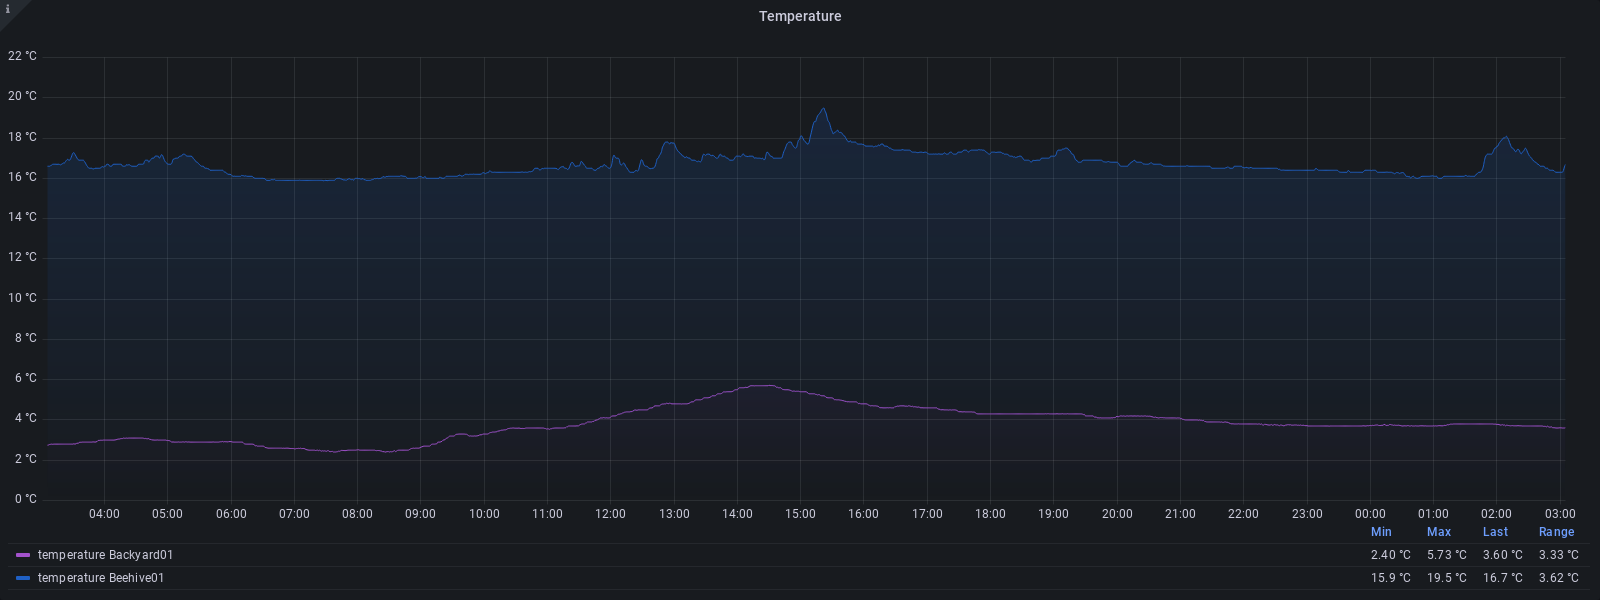 i
Temperature
22 °C
20 °C
18 °C
16 °C
14 °C
12 °C
10 °C
8 °C
6 °C
4 °C
2 °C
0 °C
04:00 05:00 06:00 07:00 08:00 09:00 10:00 11:00 12:00 13:00 14:00 15:00 16:00 17:00 18:00 19:00 20:00 21:00 22:00 23:00 00:00 01:00 02:00 03:00
Min Max Last Range
temperature Backyard01 2.40 °C 5.73 °C 3.60 °C 3.33 °C
temperature Beehive01 15.9 °C 19.5 °C 16.7 °C 3.62 °C